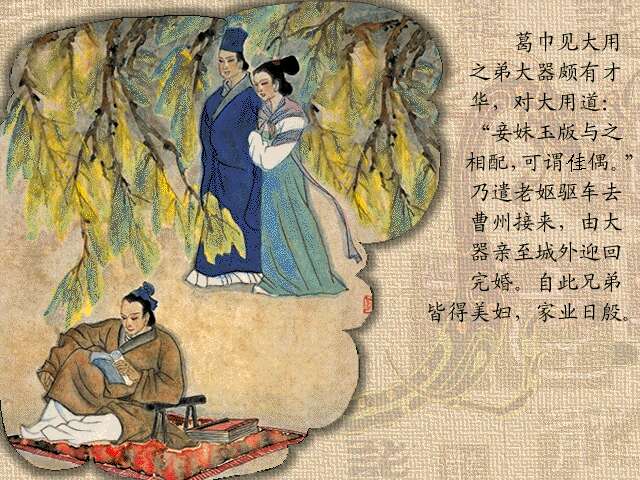 葛巾见大用
之弟大器颇有才
华，对大用道：
“妾妹玉版与之
相配，可谓佳偶。”
乃遣老妪驱车去
曹州接来，由大
器亲至城外迎回
完婚。自此兄弟
皆得美妇，家业日殷。